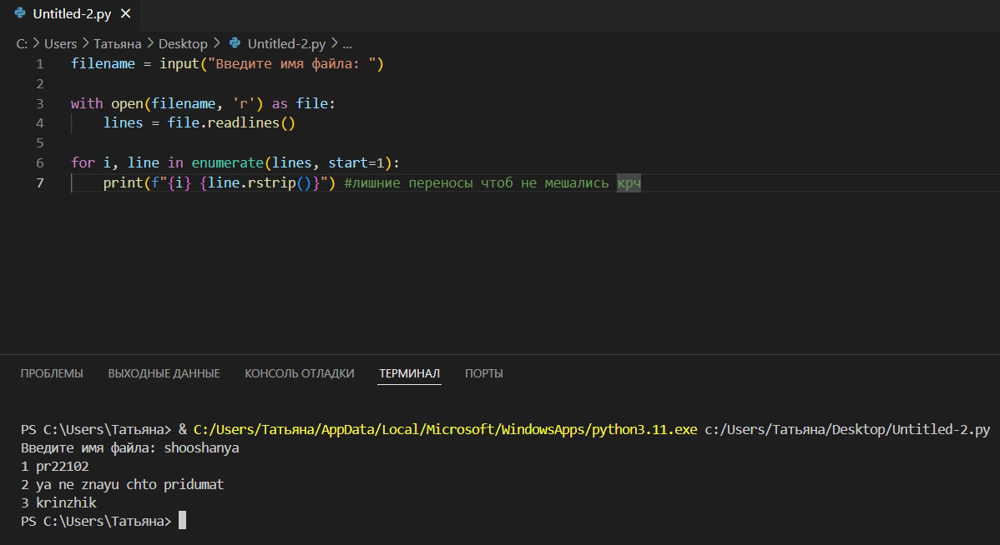 Untitled-2.py
C: > Users > Татьяна > Desktop > Untitled-2.py > ...
1 filename = input("Введите имя файла: ")
2
3 with open(filename, 'r') as file:
4     lines = file.readlines()
5
6 for i, line in enumerate(lines, start=1):
7     print(f"{i} {line.rstrip()}") #лишние переносы чтоб не мешались крч
ПРОБЛЕМЫ ВЫХОДНЫЕ ДАННЫЕ КОНСОЛЬ ОТЛАДКИ ТЕРМИНАЛ ПОРТЫ
PS C:\Users\Татьяна> & C:/Users/Татьяна/AppData/Local/Microsoft/WindowsApps/python3.11.exe c:/Users/Татьяна/Desktop/Untitled-2.py
Введите имя файла: shooshanya
1 pr22102
2 ya ne znayu chto pridumat
3 krinzhik
PS C:\Users\Татьяна>